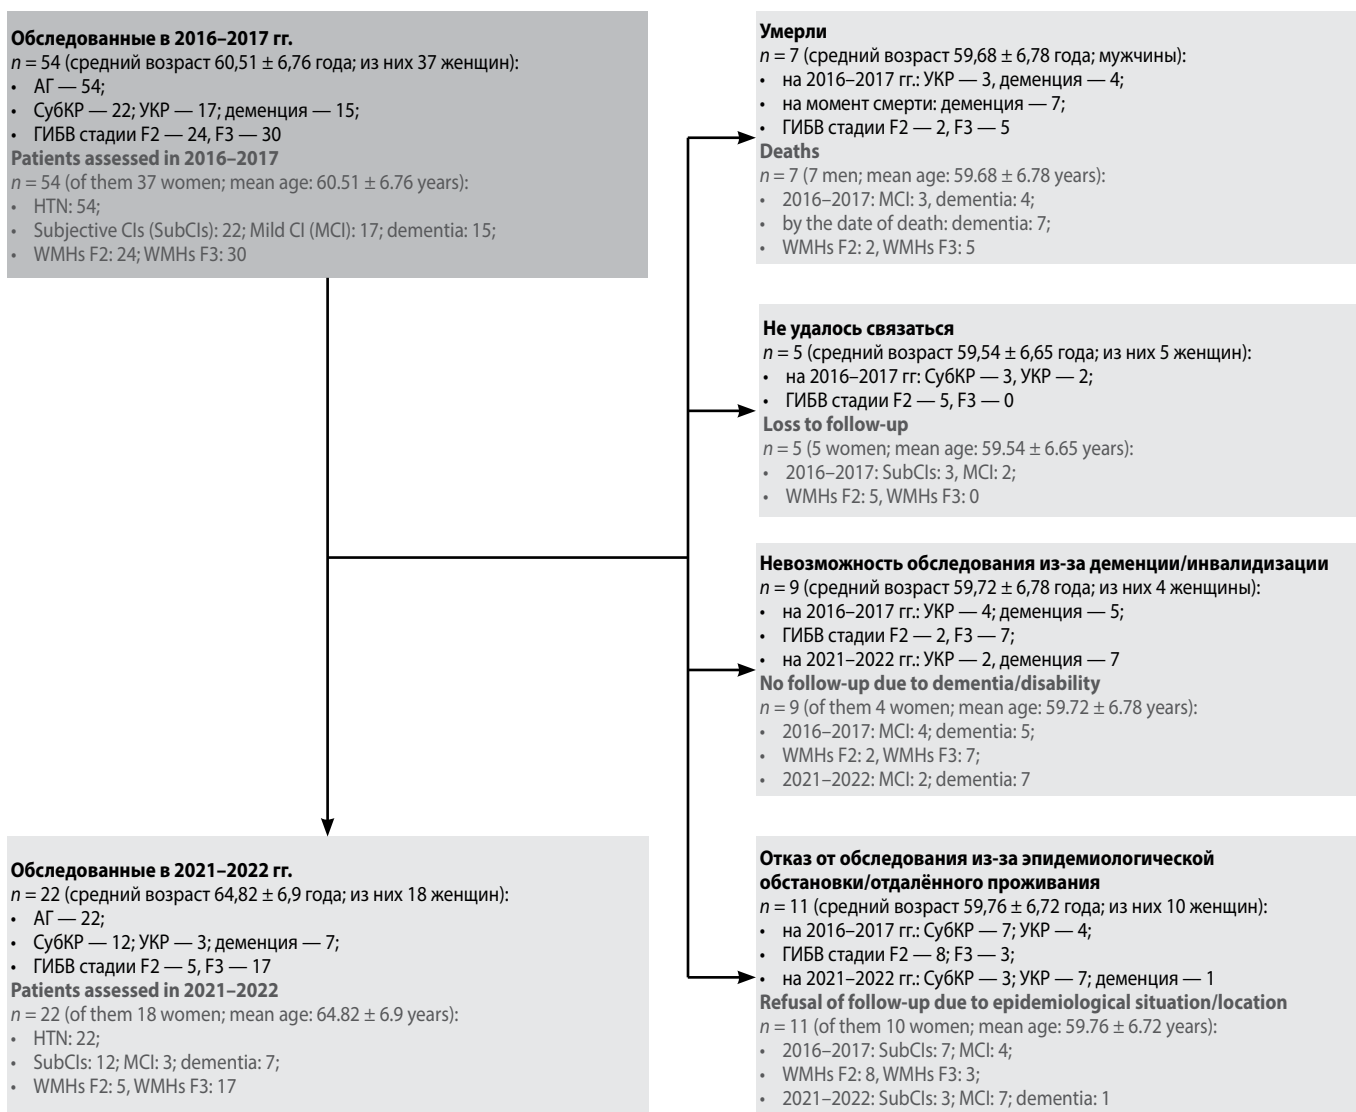 Обследованные в 2016–2017 гг.
n = 54 (средний возраст 60,51 ± 6,76 года; из них 37 женщин):
• АГ — 54;
• СубКР — 22; УКР — 17; деменция — 15;
• ГИБВ стадии F2 — 24, F3 — 30
Patients assessed in 2016–2017
n = 54 (of them 37 women; mean age: 60.51 ± 6.76 years):
• HTN: 54;
• Subjective CIs (SubCIs): 22; Mild CI (MCI): 17; dementia: 15;
• WMHs F2: 24; WMHs F3: 30
Умерли
n = 7 (средний возраст 59,68 ± 6,78 года; мужчины):
• на 2016–2017 гг.: УКР — 3, деменция — 4;
• на момент смерти: деменция — 7;
• ГИБВ стадии F2 — 2, F3 — 5
Deaths
n = 7 (7 men; mean age: 59.68 ± 6.78 years):
• 2016–2017: MCI: 3, dementia: 4;
• by the date of death: dementia: 7;
• WMHs F2: 2, WMHs F3: 5
Не удалось связаться
n = 5 (средний возраст 59,54 ± 6,65 года; из них 5 женщин):
• на 2016–2017 гг: СубКР — 3, УКР — 2;
• ГИБВ стадии F2 — 5, F3 — 0
Loss to follow-up
n = 5 (5 women; mean age: 59.54 ± 6.65 years):
• 2016–2017: SubCIs: 3, MCI: 2;
• WMHs F2: 5, WMHs F3: 0
Невозможность обследования из-за деменции/инвалидизации
n = 9 (средний возраст 59,72 ± 6,78 года; из них 4 женщины):
• на 2016–2017 гг.: УКР — 4; деменция — 5;
• ГИБВ стадии F2 — 2, F3 — 7;
• на 2021–2022 гг.: УКР — 2, деменция — 7
No follow-up due to dementia/disability
n = 9 (of them 4 women; mean age: 59.72 ± 6.78 years):
• 2016–2017: MCI: 4; dementia: 5;
• WMHs F2: 2, WMHs F3: 7;
• 2021–2022: MCI: 2; dementia: 7
Обследованные в 2021–2022 гг.
n = 22 (средний возраст 64,82 ± 6,9 года; из них 18 женщин):
• АГ — 22;
• СубКР — 12; УКР — 3; деменция — 7;
• ГИБВ стадии F2 — 5, F3 — 17
Patients assessed in 2021–2022
n = 22 (of them 18 women; mean age: 64.82 ± 6.9 years):
• HTN: 22;
• SubCIs: 12; MCI: 3; dementia: 7;
• WMHs F2: 5, WMHs F3: 17
Отказ от обследования из-за эпидемиологической
обстановки/отдалённого проживания
n = 11 (средний возраст 59,76 ± 6,72 года; из них 10 женщин):
• на 2016–2017 гг.: СубКР — 7; УКР — 4;
• ГИБВ стадии F2 — 8; F3 — 3;
• на 2021–2022 гг.: СубКР — 3; УКР — 7; деменция — 1
Refusal of follow-up due to epidemiological situation/location
n = 11 (of them 10 women; mean age: 59.76 ± 6.72 years):
• 2016–2017: SubCIs: 7; MCI: 4;
• WMHs F2: 8, WMHs F3: 3;
• 2021–2022: SubCIs: 3; MCI: 7; dementia: 1